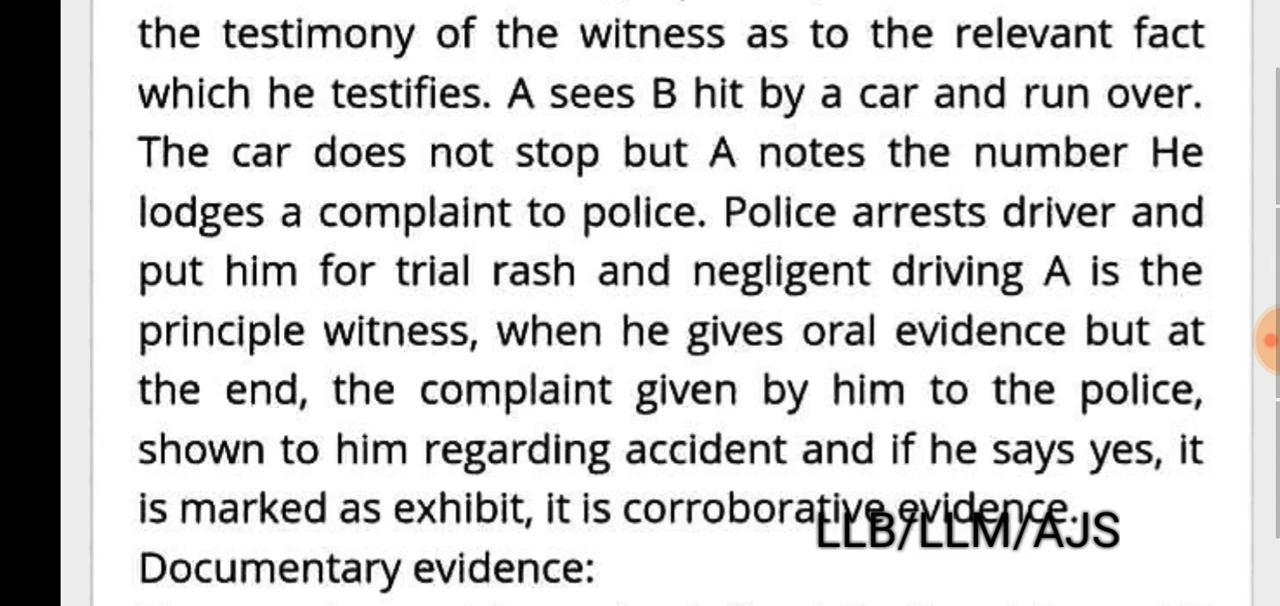 the testimony of the witness as to the relevant fact
which he testifies. A sees B hit by a car and run over.
The car does not stop but A notes the number He
lodges a complaint to police. Police arrests driver and
put him for trial rash and negligent driving A is the
principle witness, when he gives oral evidence but at
the end, the complaint given by him to the police,
shown to him regarding accident and if he says yes, it
is marked as exhibit, it is corroborative evidence.
LLB/LLM/AJS
Documentary evidence: